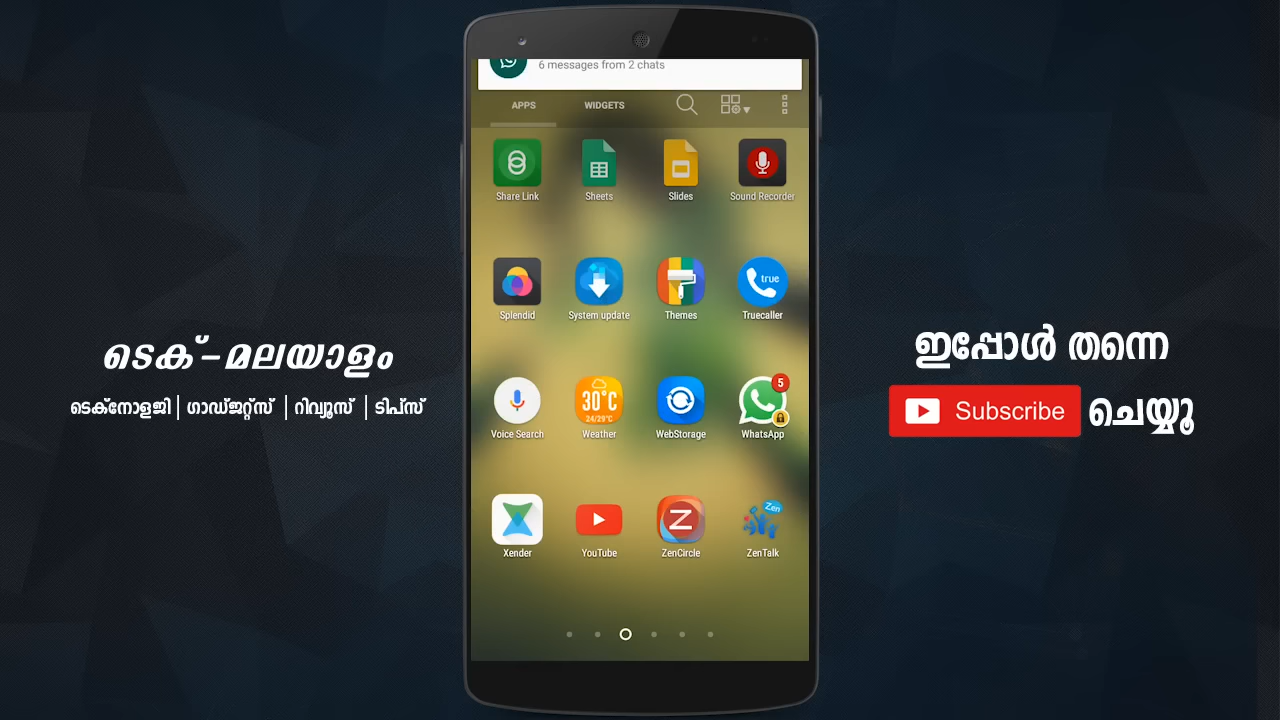 6 messages from 2 chats
APPS WIDGETS
Share Link Sheets Slides Sound Recorder
true
Splendid System update Themes Truecaller
5
30°C
24/29°C
Voice Search Weather WebStorage WhatsApp
Zen
Z
Xender YouTube ZenCircle ZenTalk
ടെക്-മലയാളം
ടെക്നോളജി | ഗാഡ്ജറ്റ്സ് | റിവ്യൂസ് | ടിപ്സ്
ഇപ്പോൾ തന്നെ
Subscribe ചെയ്യൂ